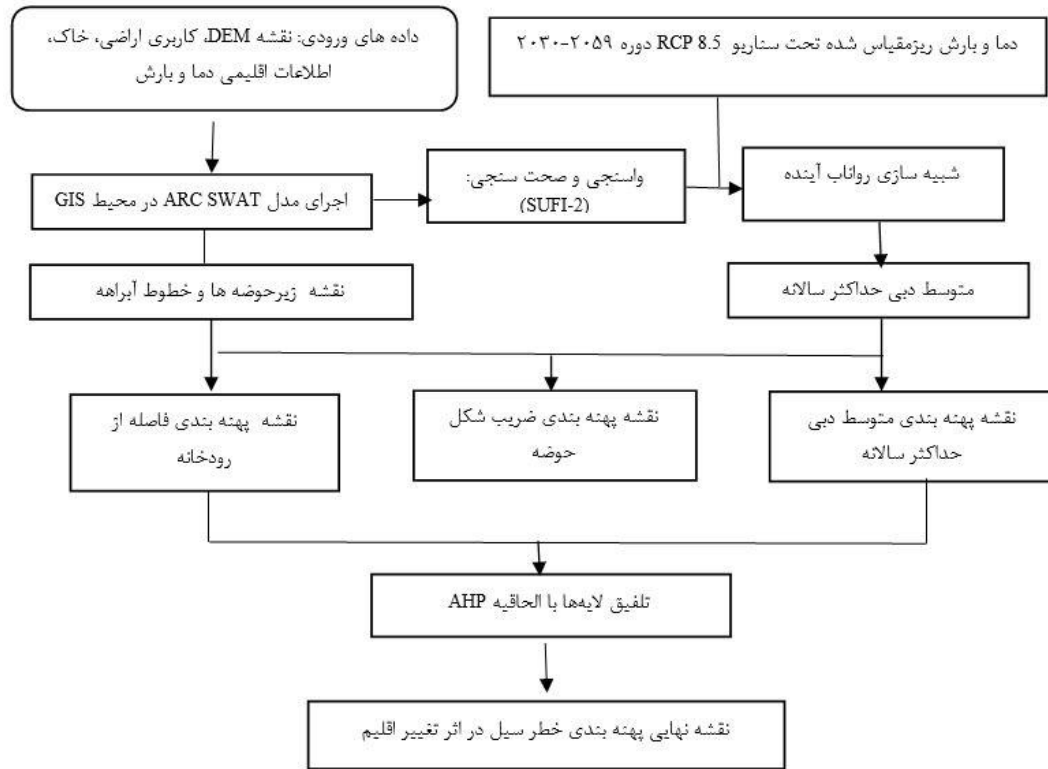 داده های ورودی: نقشه DEM، کاربری اراضی، خاک،
اطلاعات اقلیمی دما و بارش
دما و بارش ریزمقیاس شده تحت سناریو RCP 8.5 دوره ۲۰۵۹-۲۰۳۰
اجرای مدل ARC SWAT در محیط GIS
واسنجی و صحت سنجی:
(SUFI-2)
شبیه سازی رواناب آینده
نقشه زیرحوضه ها و خطوط آبراهه
متوسط دبی حداکثر سالانه
نقشه پهنه بندی فاصله از
رودخانه
نقشه پهنه بندی ضریب شکل
حوضه
نقشه پهنه بندی متوسط دبی
حداکثر سالانه
تلفیق لایه‌ها با الحاقیه AHP
نقشه نهایی پهنه بندی خطر سیل در اثر تغییر اقلیم